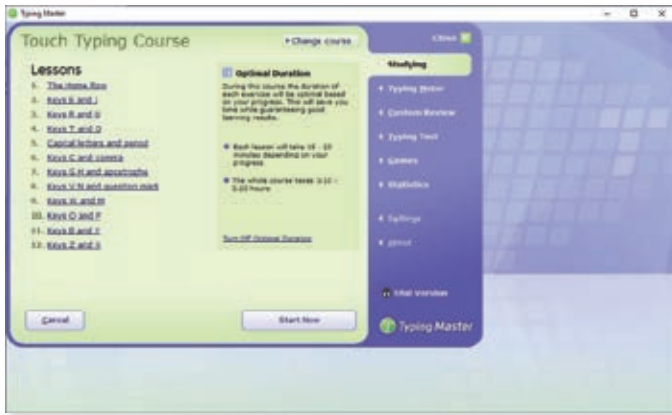 Typing Master
Touch Typing Course
Change course
Lessons
1. The Home Row
2. Keys E and I
3. Keys R and U
4. Keys T and O
5. Capital letters and period
6. Keys C and comma
7. Keys G H and apostrophe
8. Keys V N and question mark
9. Keys W and M
10. Keys Q and P
11. Keys B and Y
12. Keys Z and X
Optimal Duration
During this course the duration of
each exercise will be optimal based
on your progress. This will save you
time while guaranteeing good
learning results.
Each lesson will take
minutes depending on your
progress
The whole course takes
hours
Turn Off Optimal Duration
Cancel
Start Now
Close
Studying
Typing Meter
Custom Review
Typing Test
Games
Statistics
Settings
About
Trial Version
Typing Master